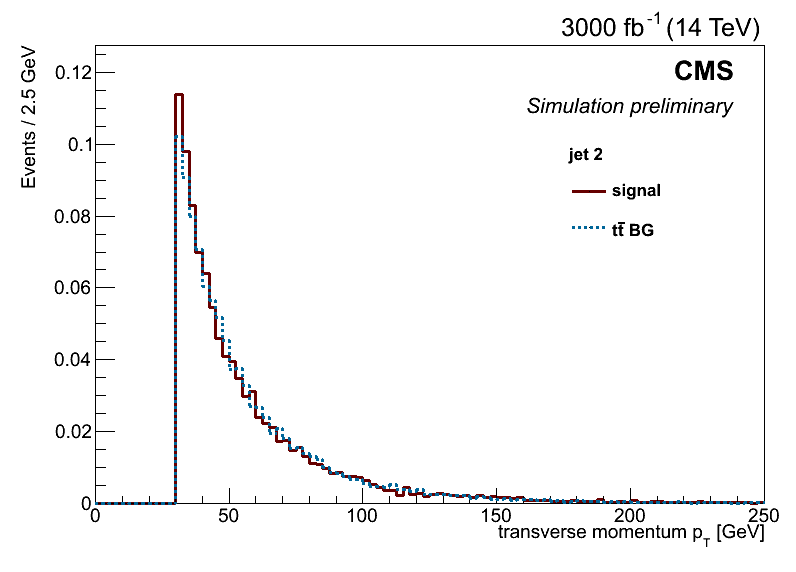 3000 fb⁻¹ (14 TeV)
CMS
Simulation preliminary
jet 2
signal
tt̄ BG
Events / 2.5 GeV
0.12
0.1
0.08
0.06
0.04
0.02
0
0 50 100 150 200 250
transverse momentum p_T [GeV]